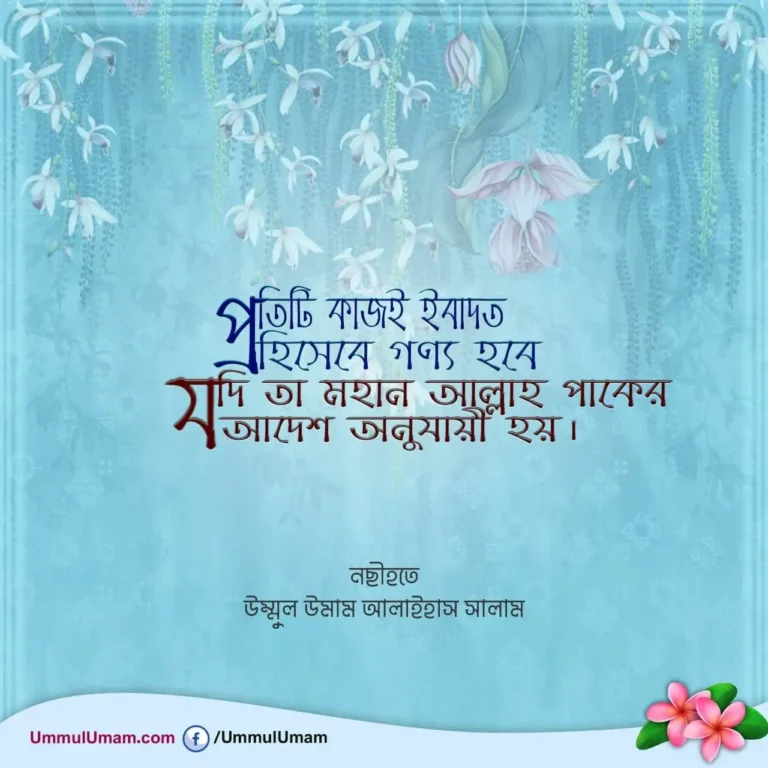 প্রতিটি কাজই ইবাদত
হিসেবে গণ্য হবে
যদি তা মহান আল্লাহ পাকের
আদেশ অনুযায়ী হয়।
নছীহতে
উম্মুল উমাম আলাইহাস সালাম
UmmulUmam.com f /UmmulUmam